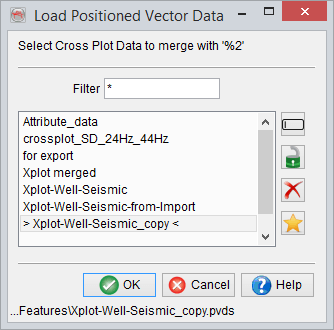 Load Positioned Vector Data
Select Cross Plot Data to merge with '%2'
Filter *
Attribute_data
crossplot_SD_24Hz_44Hz
for export
Xplot merged
Xplot-Well-Seismic
Xplot-Well-Seismic-from-Import
> Xplot-Well-Seismic_copy <
OK Cancel ? Help
...Features\Xplot-Well-Seismic_copy.pvds